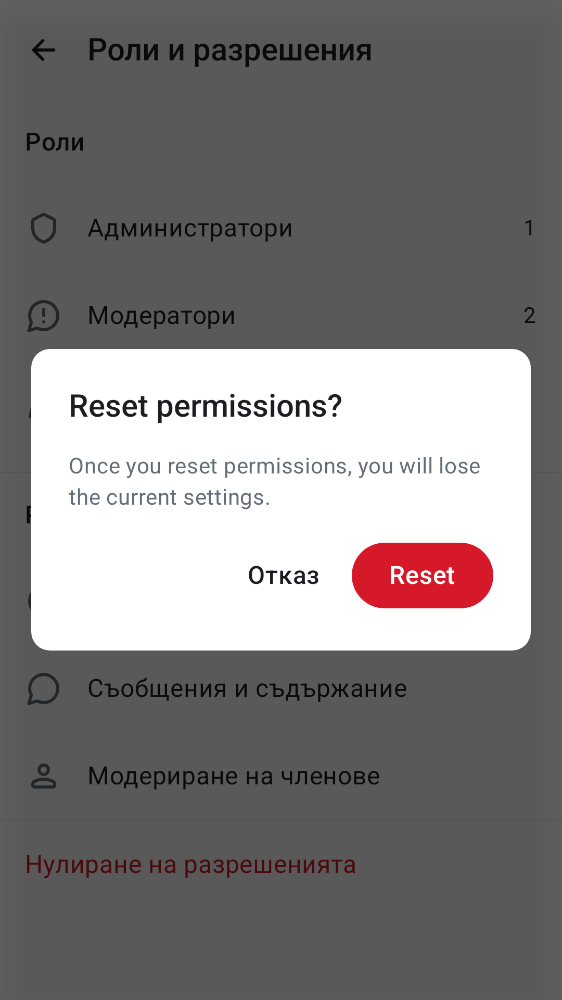 Роли и разрешения
Роли
Администратори 1
Модератори 2
Reset permissions?
Once you reset permissions, you will lose
the current settings.
Отказ Reset
Съобщения и съдържание
Модериране на членове
Нулиране на разрешенията